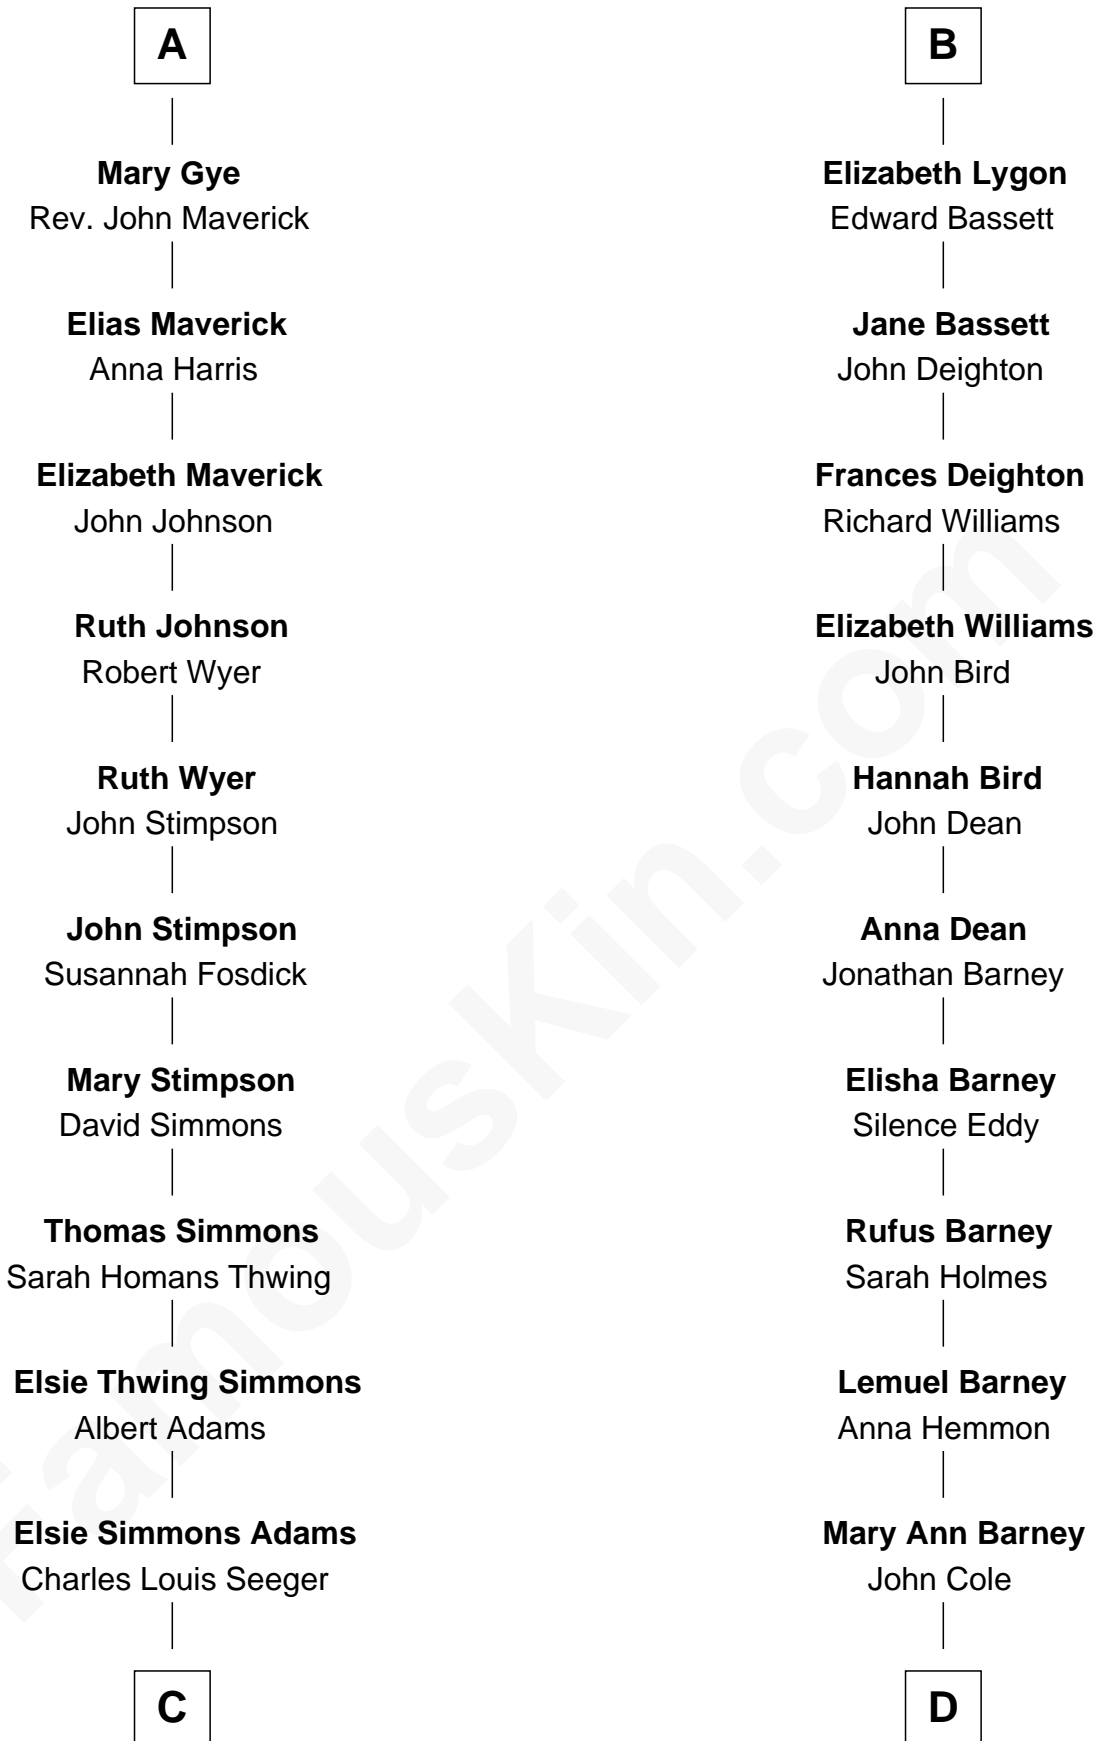 A
Mary Gye
Rev. John Maverick
Elias Maverick
Anna Harris
Elizabeth Maverick
John Johnson
Ruth Johnson
Robert Wyer
Ruth Wyer
John Stimpson
John Stimpson
Susannah Fosdick
Mary Stimpson
David Simmons
Thomas Simmons
Sarah Homans Thwing
Elsie Thwing Simmons
Albert Adams
Elsie Simmons Adams
Charles Louis Seeger
C
B
Elizabeth Lygon
Edward Bassett
Jane Bassett
John Deighton
Frances Deighton
Richard Williams
Elizabeth Williams
John Bird
Hannah Bird
John Dean
Anna Dean
Jonathan Barney
Elisha Barney
Silence Eddy
Rufus Barney
Sarah Holmes
Lemuel Barney
Anna Hemmon
Mary Ann Barney
John Cole
D
FamousKin.com